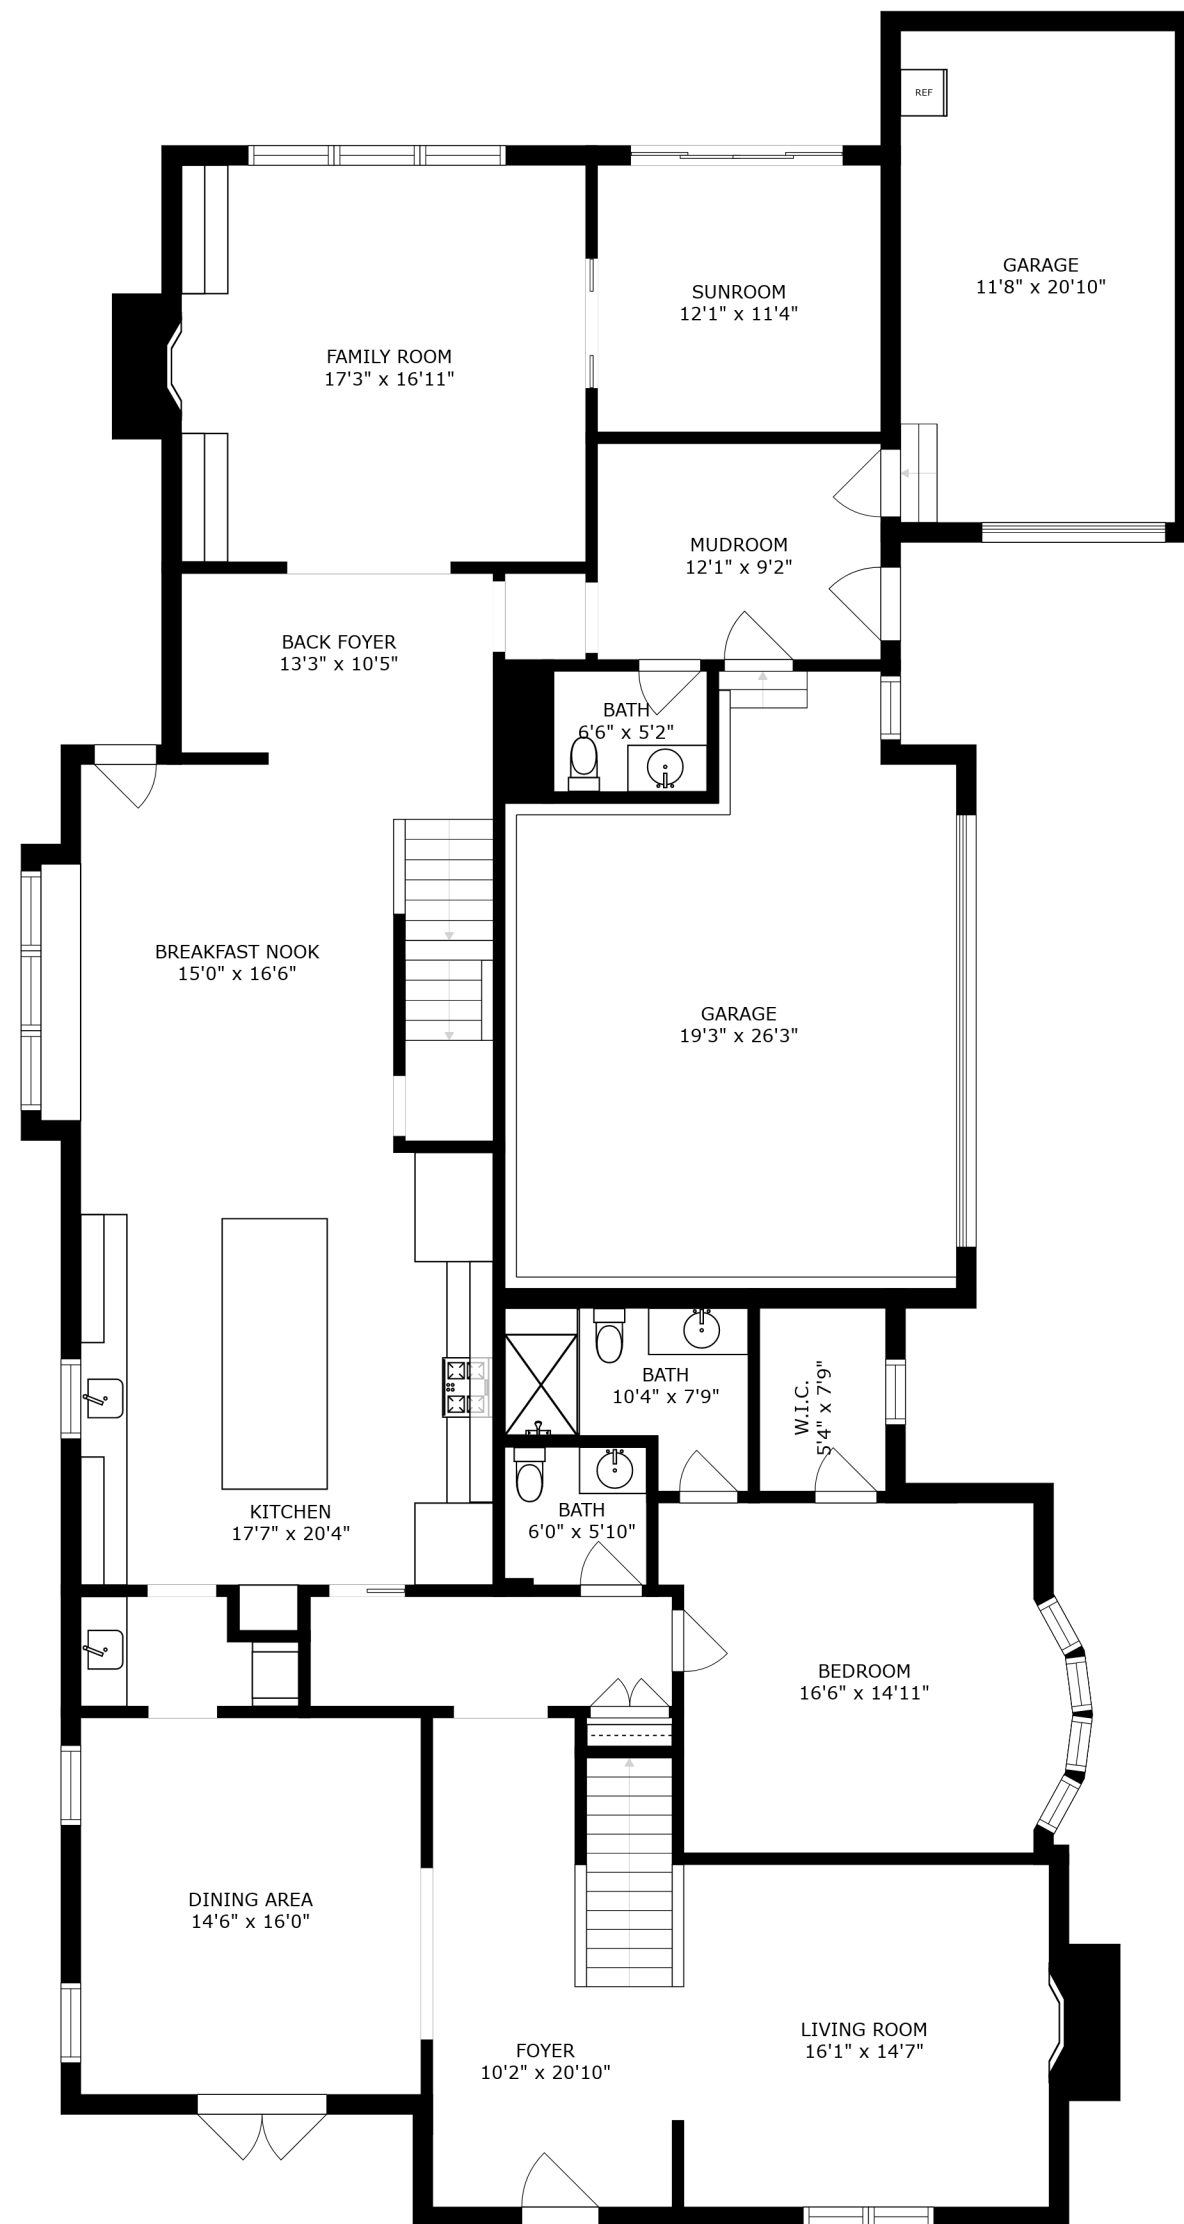 REF
GARAGE
11'8" x 20'10"
SUNROOM
12'1" x 11'4"
FAMILY ROOM
17'3" x 16'11"
MUDROOM
12'1" x 9'2"
BACK FOYER
13'3" x 10'5"
BATH
6'6" x 5'2"
BREAKFAST NOOK
15'0" x 16'6"
GARAGE
19'3" x 26'3"
BATH
10'4" x 7'9"
W.I.C.
5'4" x 7'9"
KITCHEN
17'7" x 20'4"
BATH
6'0" x 5'10"
BEDROOM
16'6" x 14'11"
DINING AREA
14'6" x 16'0"
FOYER
10'2" x 20'10"
LIVING ROOM
16'1" x 14'7"